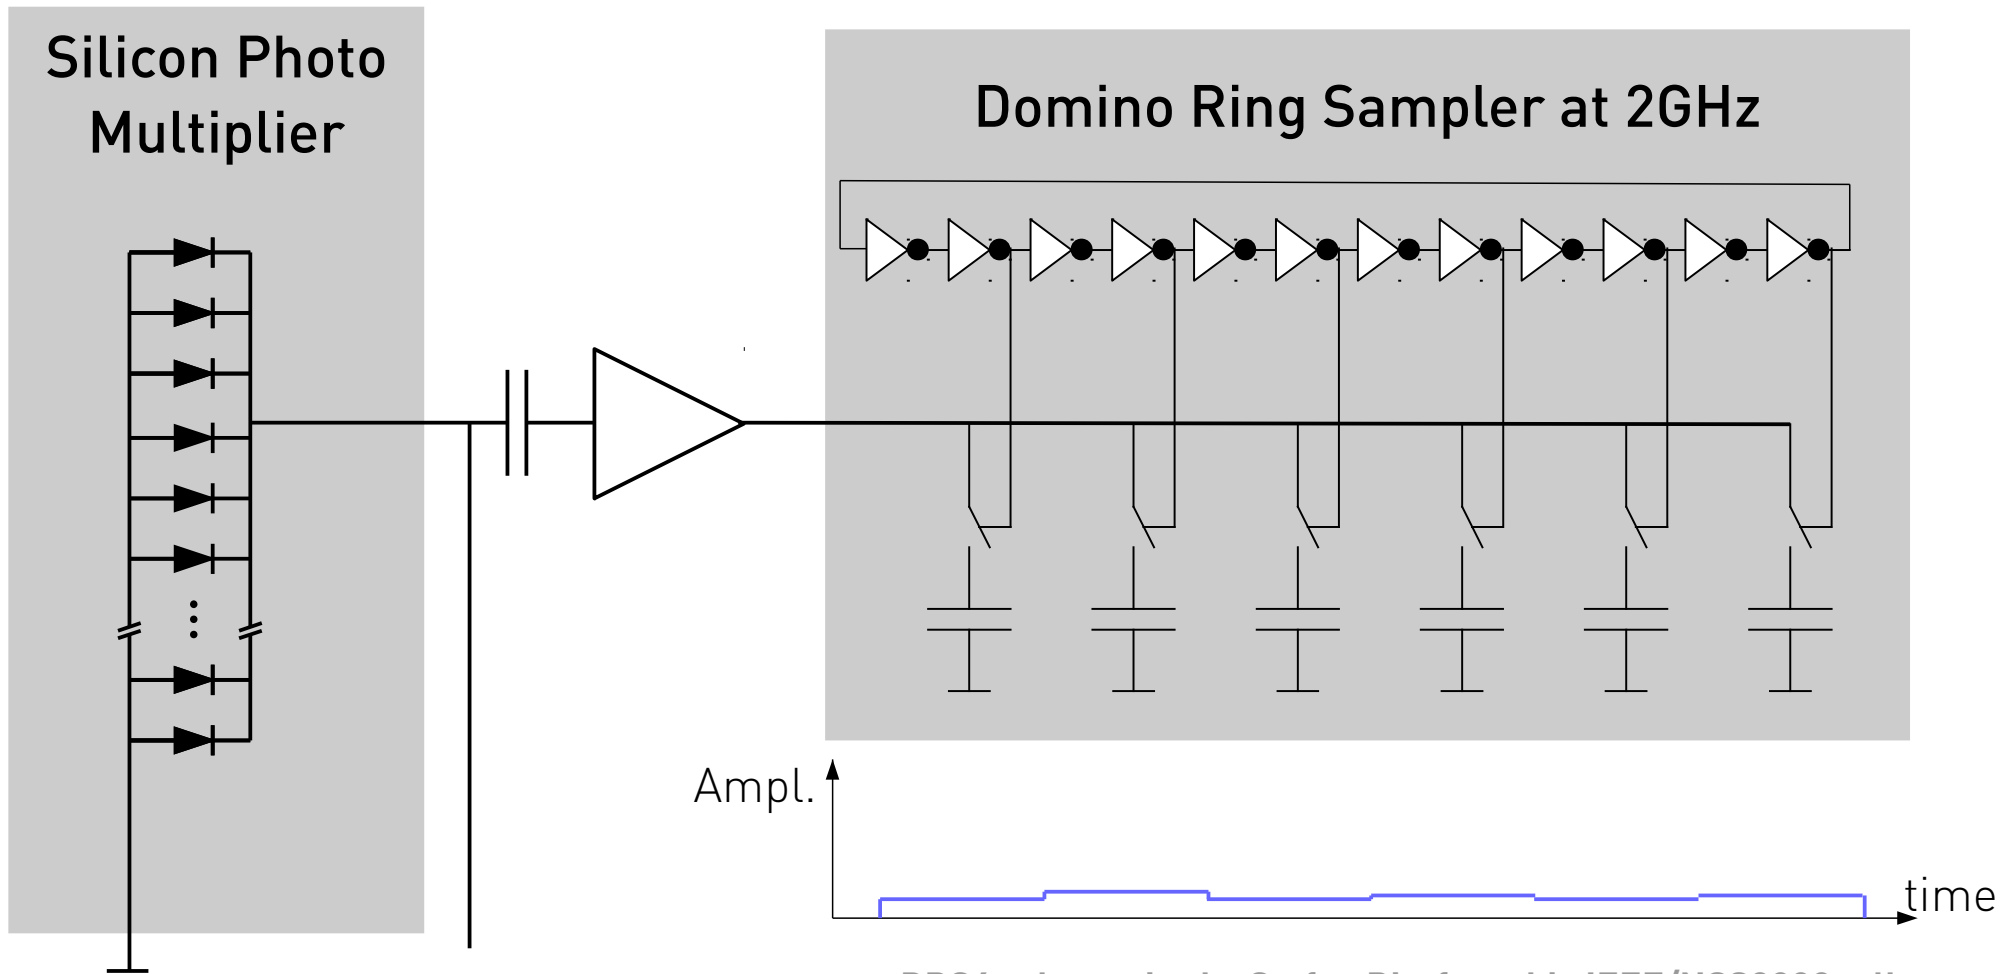 Silicon Photo
Multiplier
Domino Ring Sampler at 2GHz
Ampl.
time